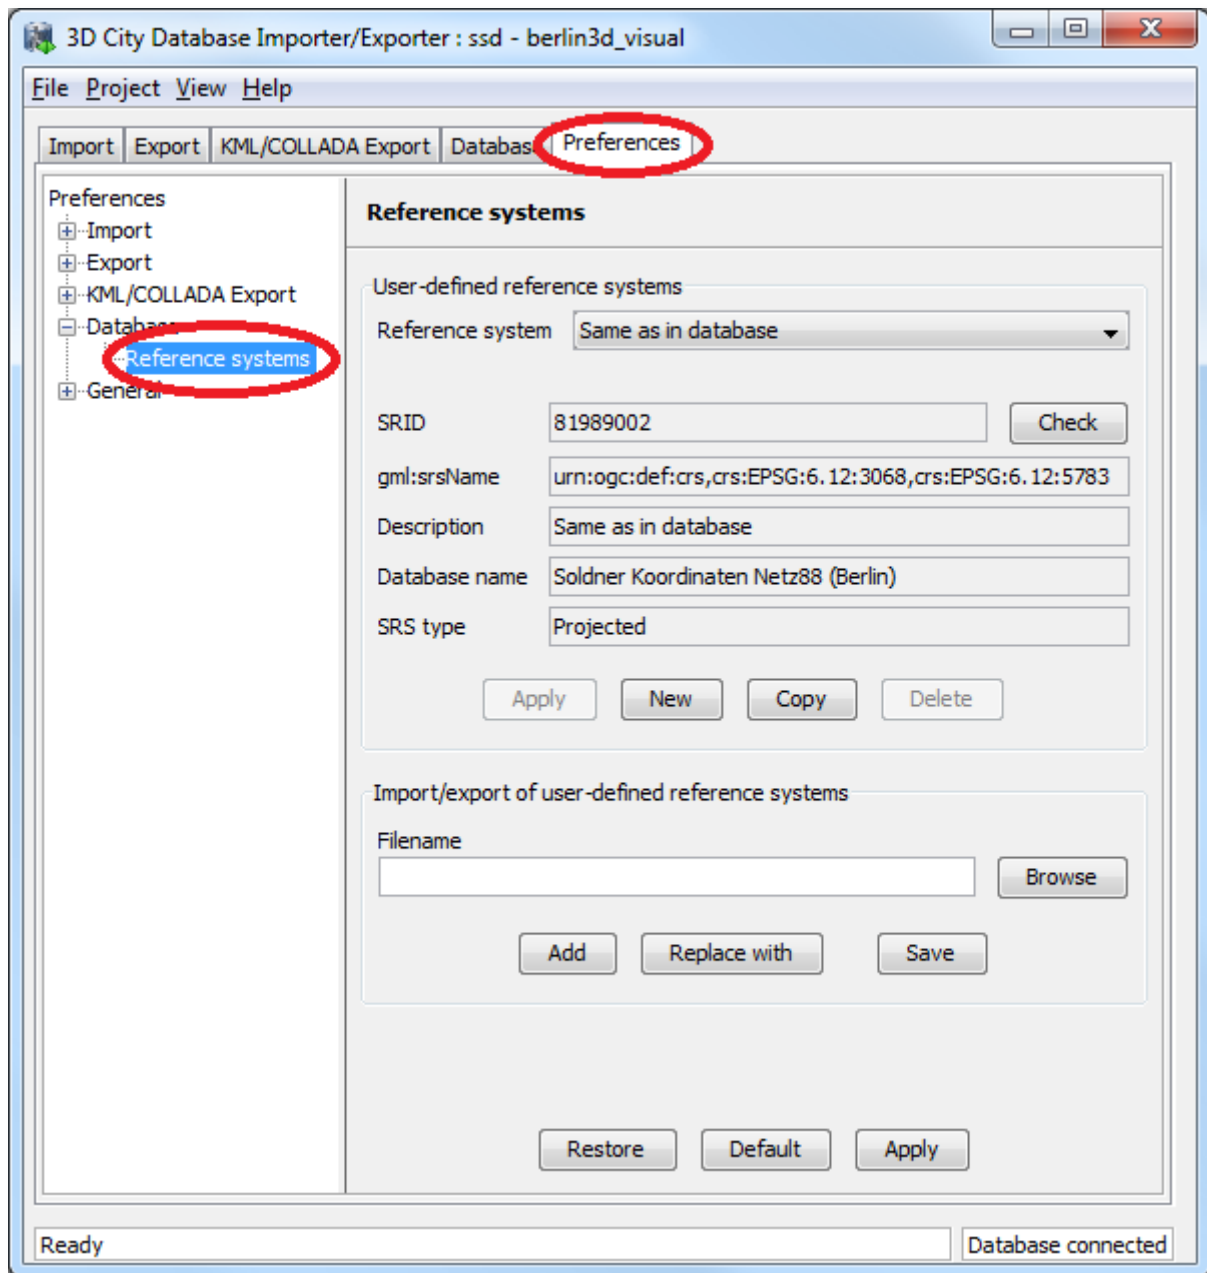 3D City Database Importer/Exporter : ssd - berlin3d_visual
File Project View Help
Import Export KML/COLLADA Export Database Preferences
Preferences
Import
Export
KML/COLLADA Export
Database
Reference systems
General
Reference systems
User-defined reference systems
Reference system Same as in database
SRID 81989002 Check
gml:srsName urn:ogc:def:crs,crs:EPSG:6.12:3068,crs:EPSG:6.12:5783
Description Same as in database
Database name Soldner Koordinaten Netz88 (Berlin)
SRS type Projected
Apply New Copy Delete
Import/export of user-defined reference systems
Filename
Browse
Add Replace with Save
Restore Default Apply
Ready Database connected